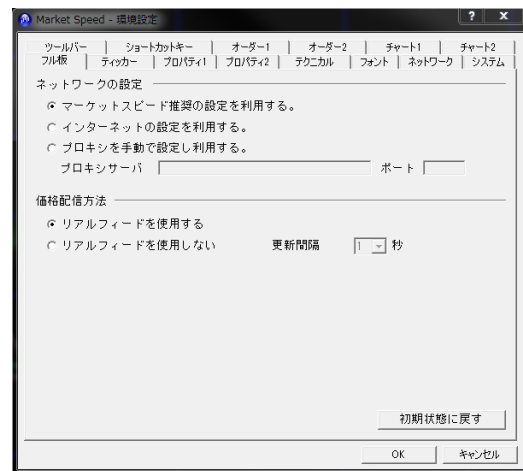 Market Speed - 環境設定
ツールバー ショートカットキー オーダー1 オーダー2 チャート1 チャート2
フル板 ティッカー プロパティ1 プロパティ2 テクニカル フォント ネットワーク システム
ネットワークの設定
マーケットスピード推奨の設定を利用する。
インターネットの設定を利用する。
プロキシを手動で設定し利用する。
プロキシサーバ ポート
価格配信方法
リアルフィードを使用する
リアルフィードを使用しない 更新間隔 1 秒
初期状態に戻す
OK キャンセル